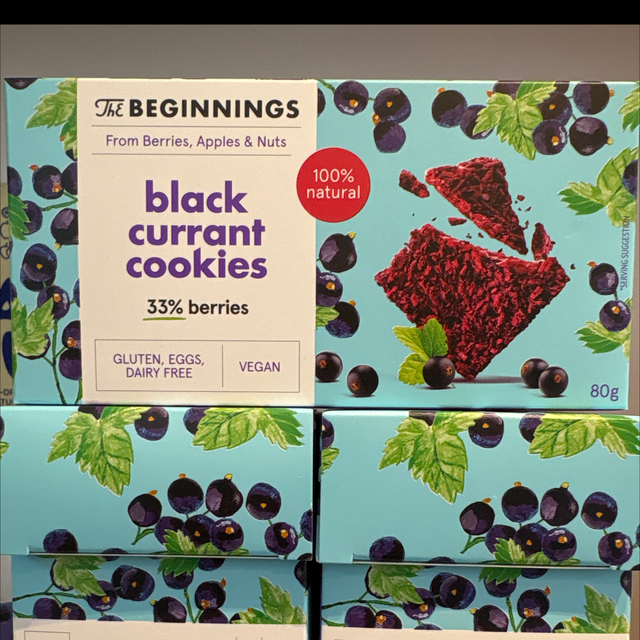 The BEGINNINGS
From Berries, Apples & Nuts
black
currant
cookies
33% berries
GLUTEN, EGGS,
DAIRY FREE
VEGAN
100%
natural
*SERVING SUGGESTION
80g